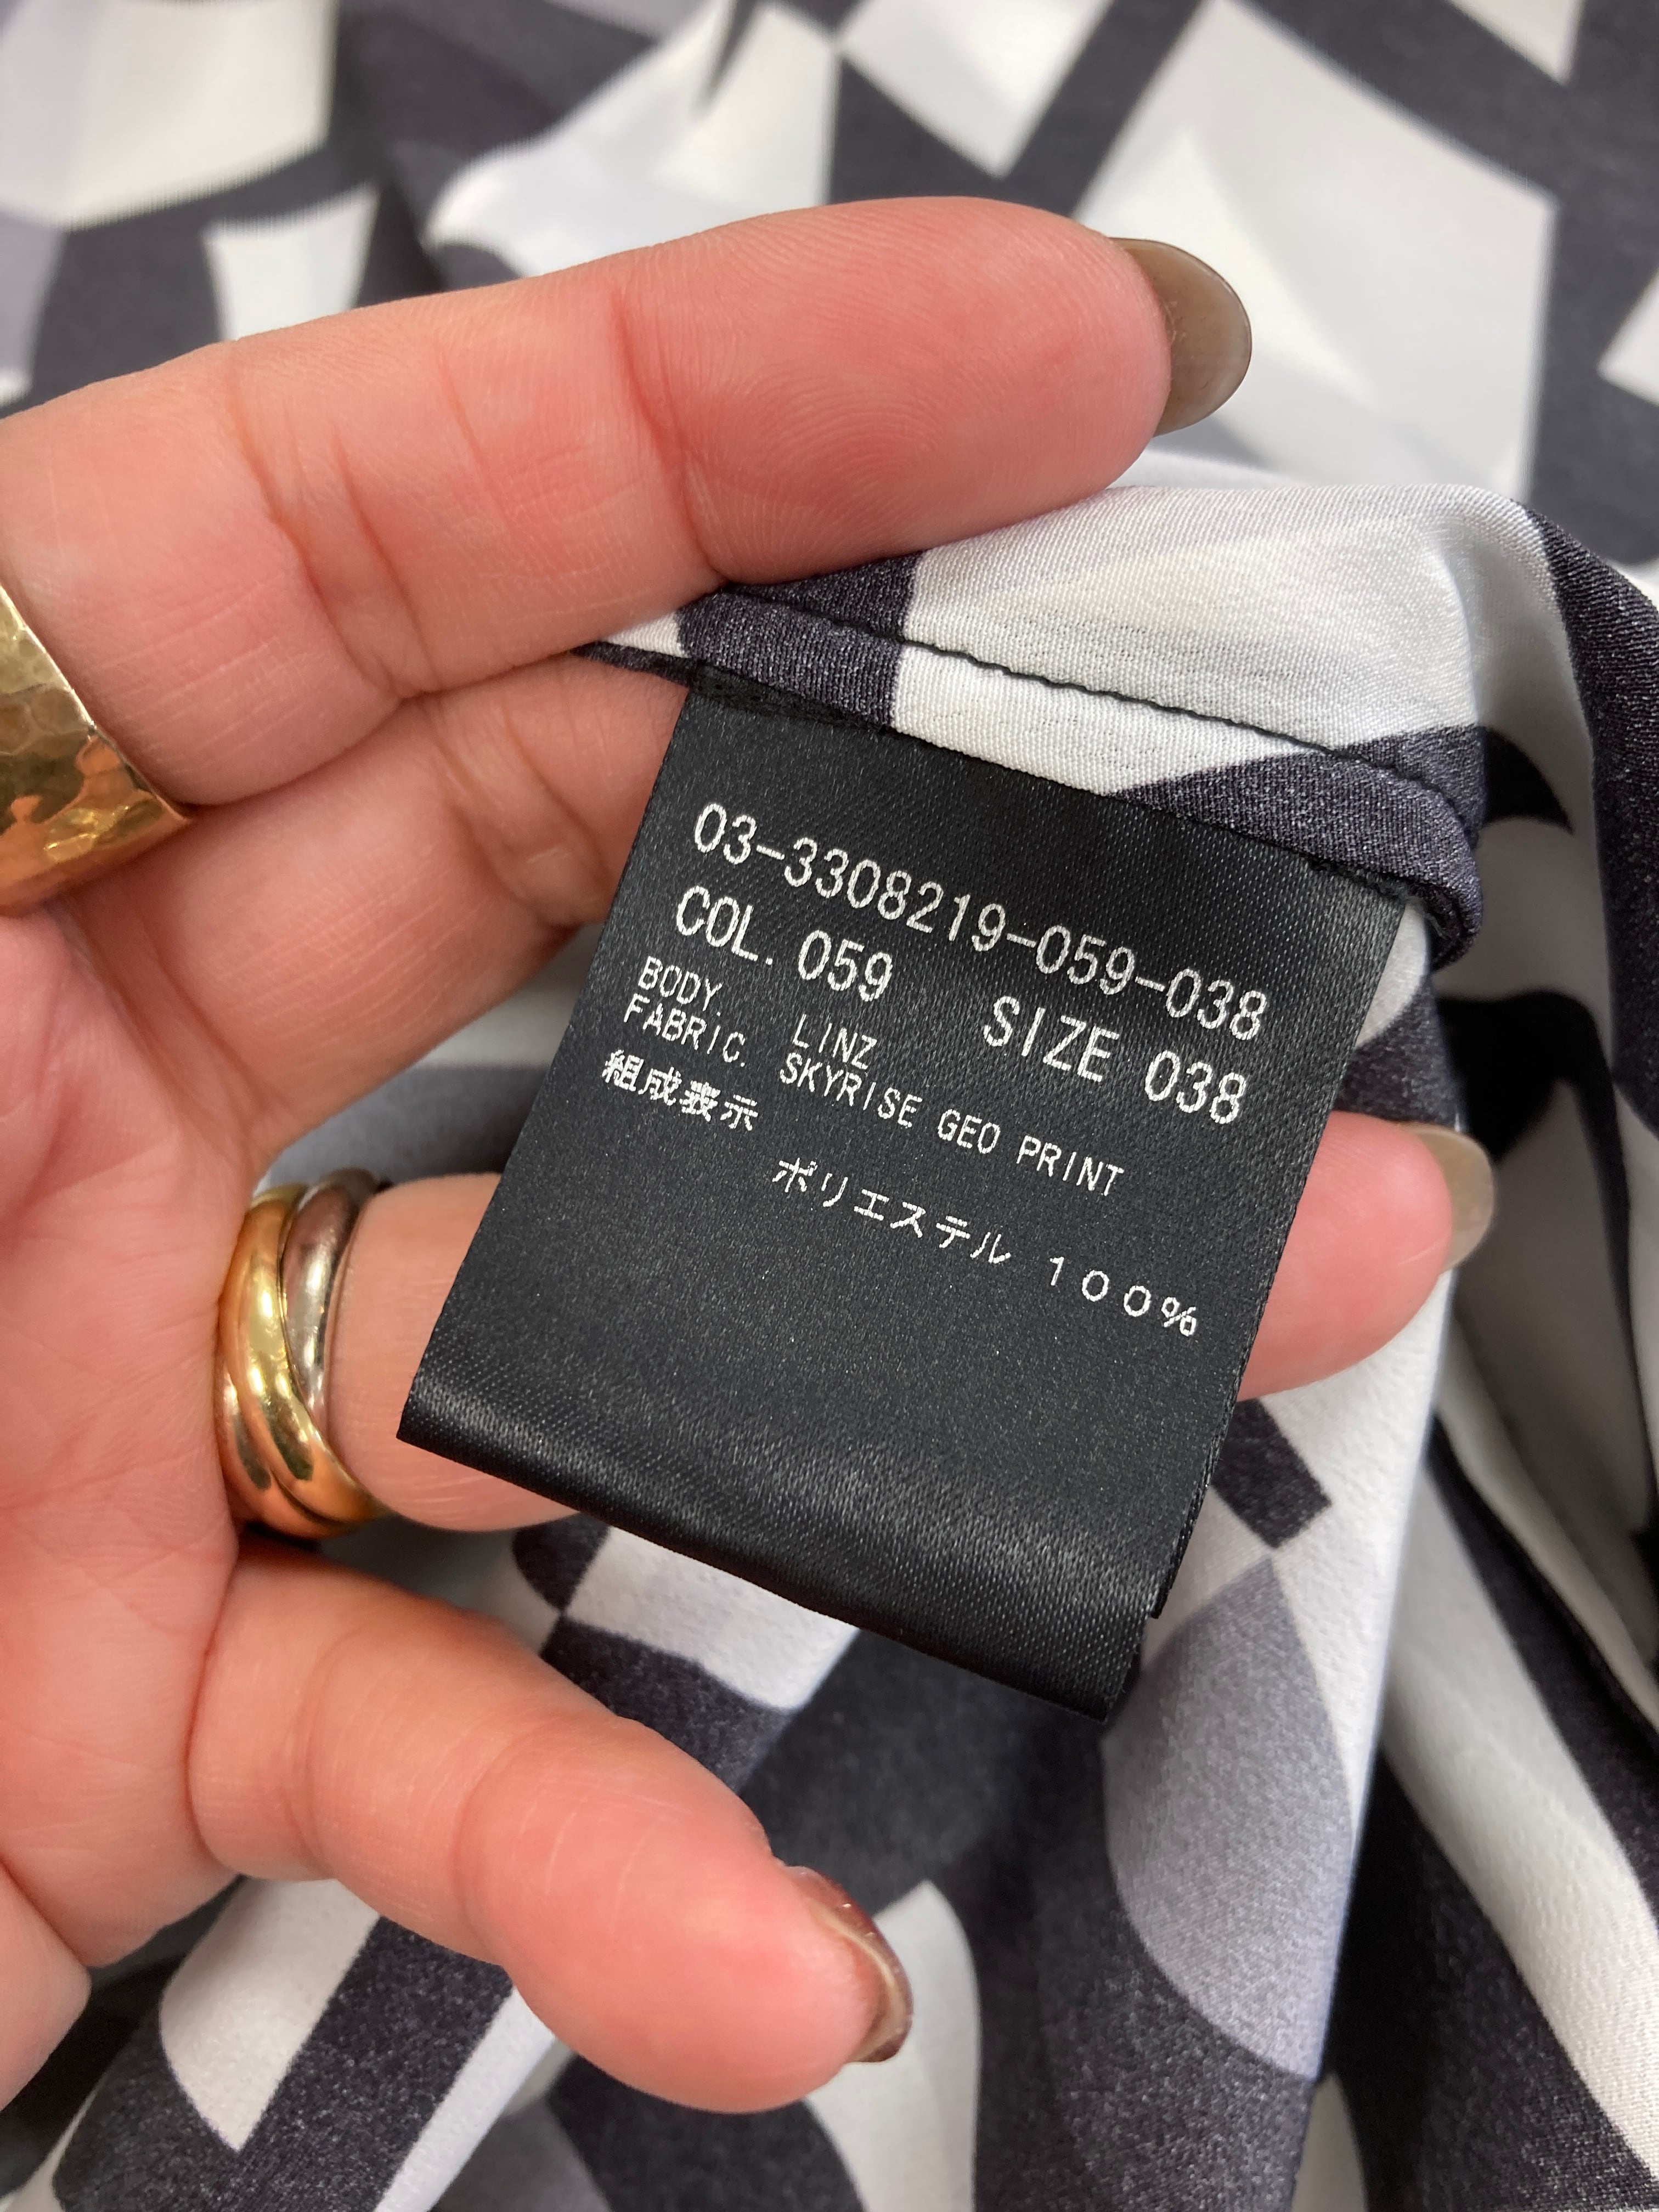 03-3308219-059-038
COL. 059 SIZE 038
BODY. LINZ
FABRIC. SKYRISE GEO PRINT
組成表示
ポリエステル 100%